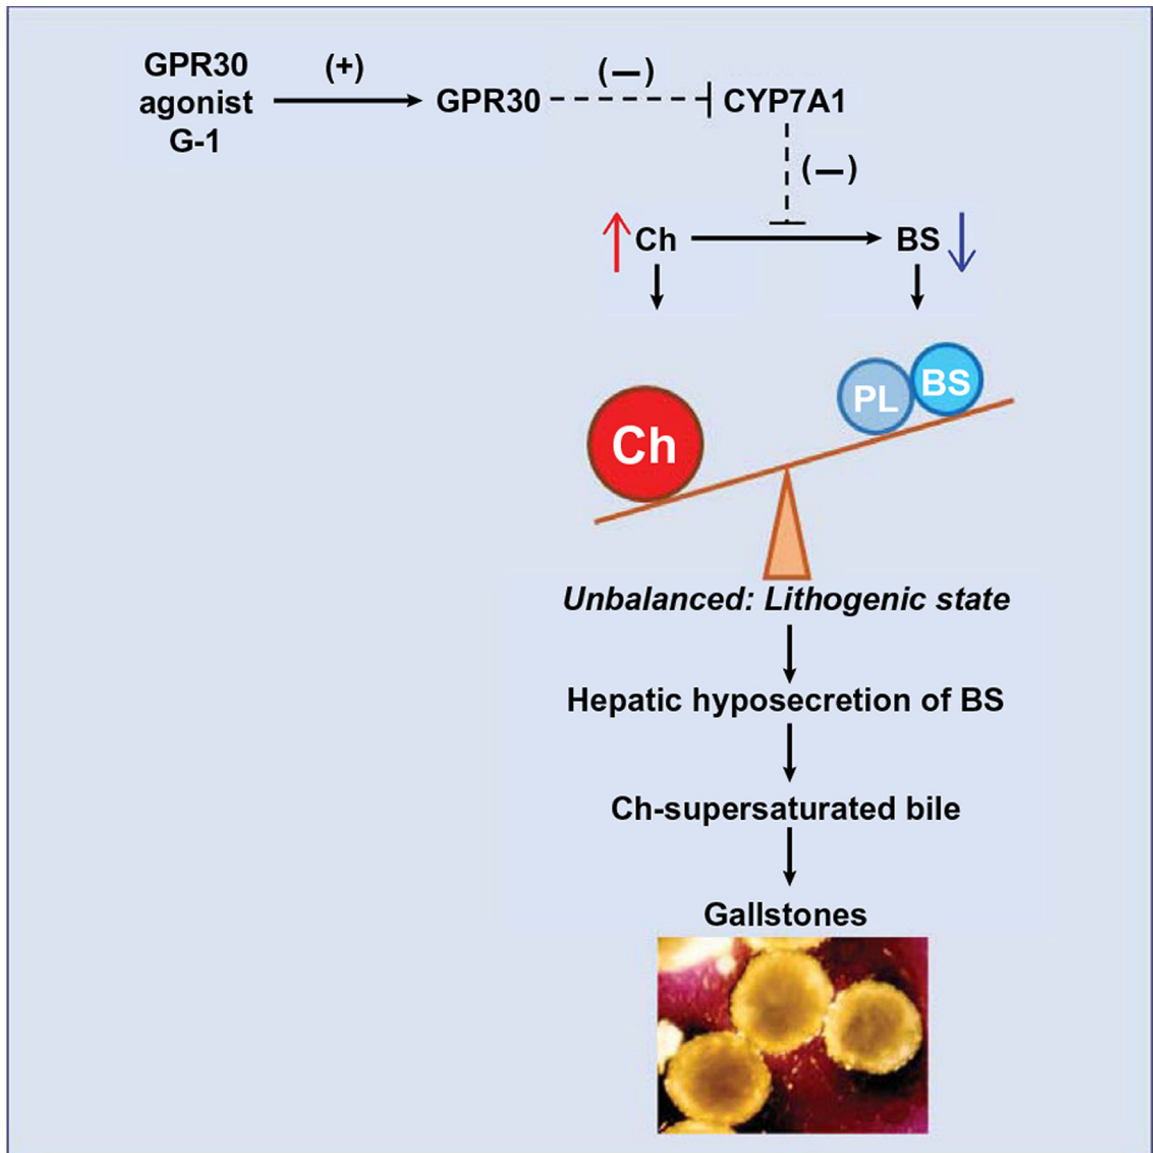 GPR30
agonist
G-1
(+)
GPR30
(—)
CYP7A1
(—)
Ch
BS
Ch
PL
BS
Unbalanced: Lithogenic state
Hepatic hyposecretion of BS
Ch-supersaturated bile
Gallstones